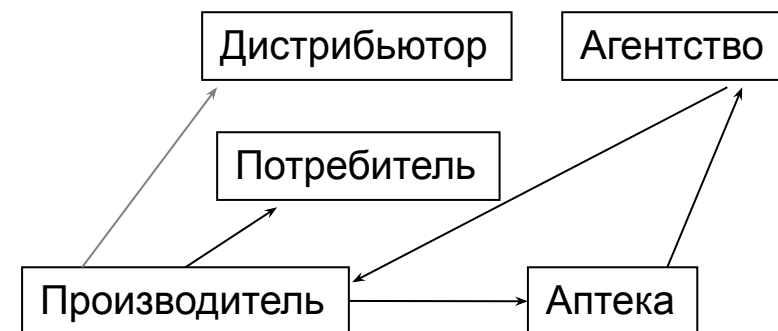 Дистрибьютор
Агентство
Потребитель
Производитель
Аптека